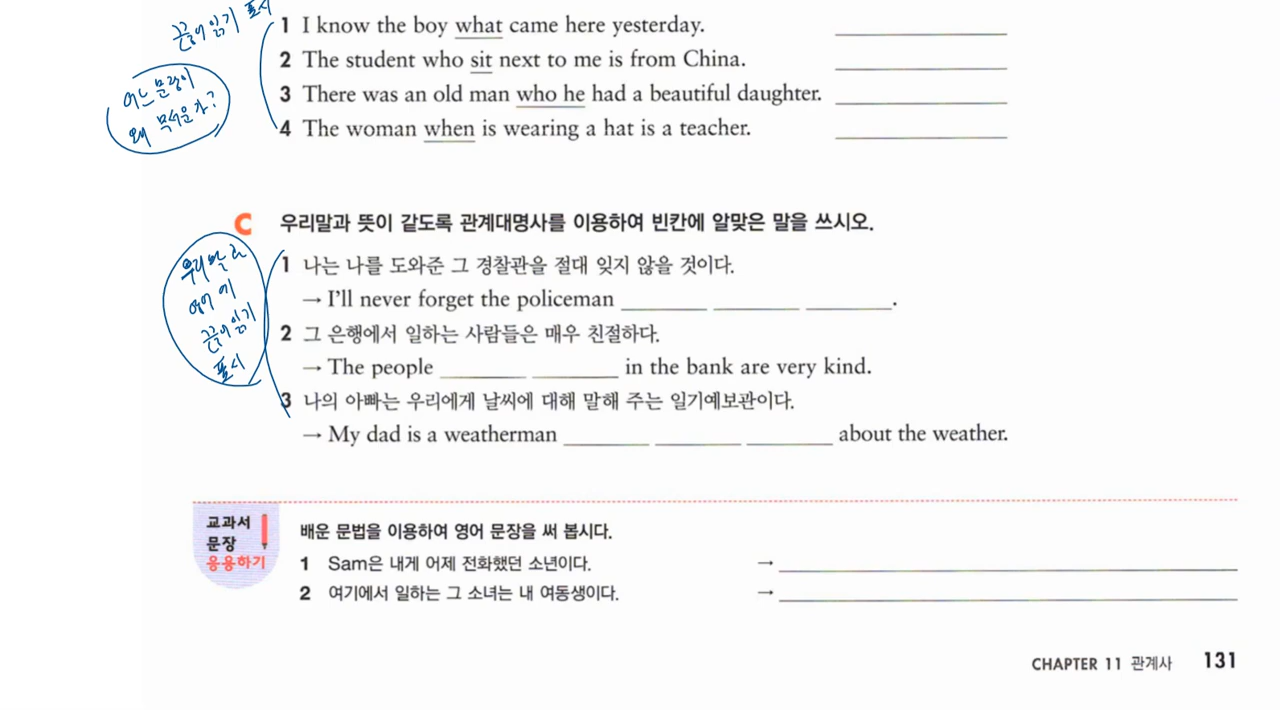 끊어 읽기 표시
1 I know the boy what came here yesterday.
2 The student who sit next to me is from China.
3 There was an old man who he had a beautiful daughter.
4 The woman when is wearing a hat is a teacher.
어느 문장이
왜
C 우리말과 뜻이 같도록 관계대명사를 이용하여 빈칸에 알맞은 말을 쓰시오.
우리말과
영어에
끊어 읽기
표시
1 나는 나를 도와준 그 경찰관을 절대 잊지 않을 것이다.
→ I'll never forget the policeman ________ ________ ________.
2 그 은행에서 일하는 사람들은 매우 친절하다.
→ The people ________ ________ in the bank are very kind.
3 나의 아빠는 우리에게 날씨에 대해 말해 주는 일기예보관이다.
→ My dad is a weatherman ________ ________ ________ about the weather.
교과서
문장
응용하기
배운 문법을 이용하여 영어 문장을 써 봅시다.
1 Sam은 내게 어제 전화했던 소년이다. →
2 여기에서 일하는 그 소녀는 내 여동생이다. →
CHAPTER 11 관계사 131